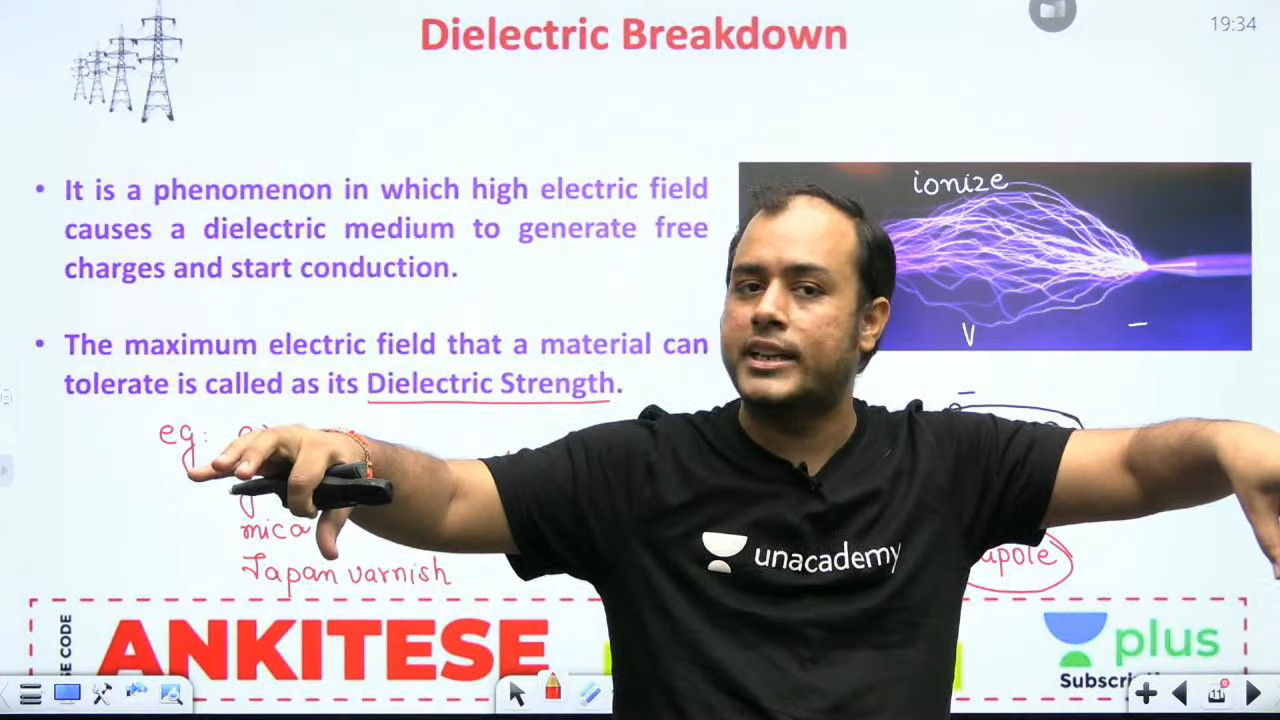 Dielectric Breakdown
19:34
• It is a phenomenon in which high electric field
causes a dielectric medium to generate free
charges and start conduction.
• The maximum electric field that a material can
tolerate is called as its Dielectric Strength.
ionize
V
eg:
mica
Japan varnish
unacademy
ANKITESE
plus
11
0